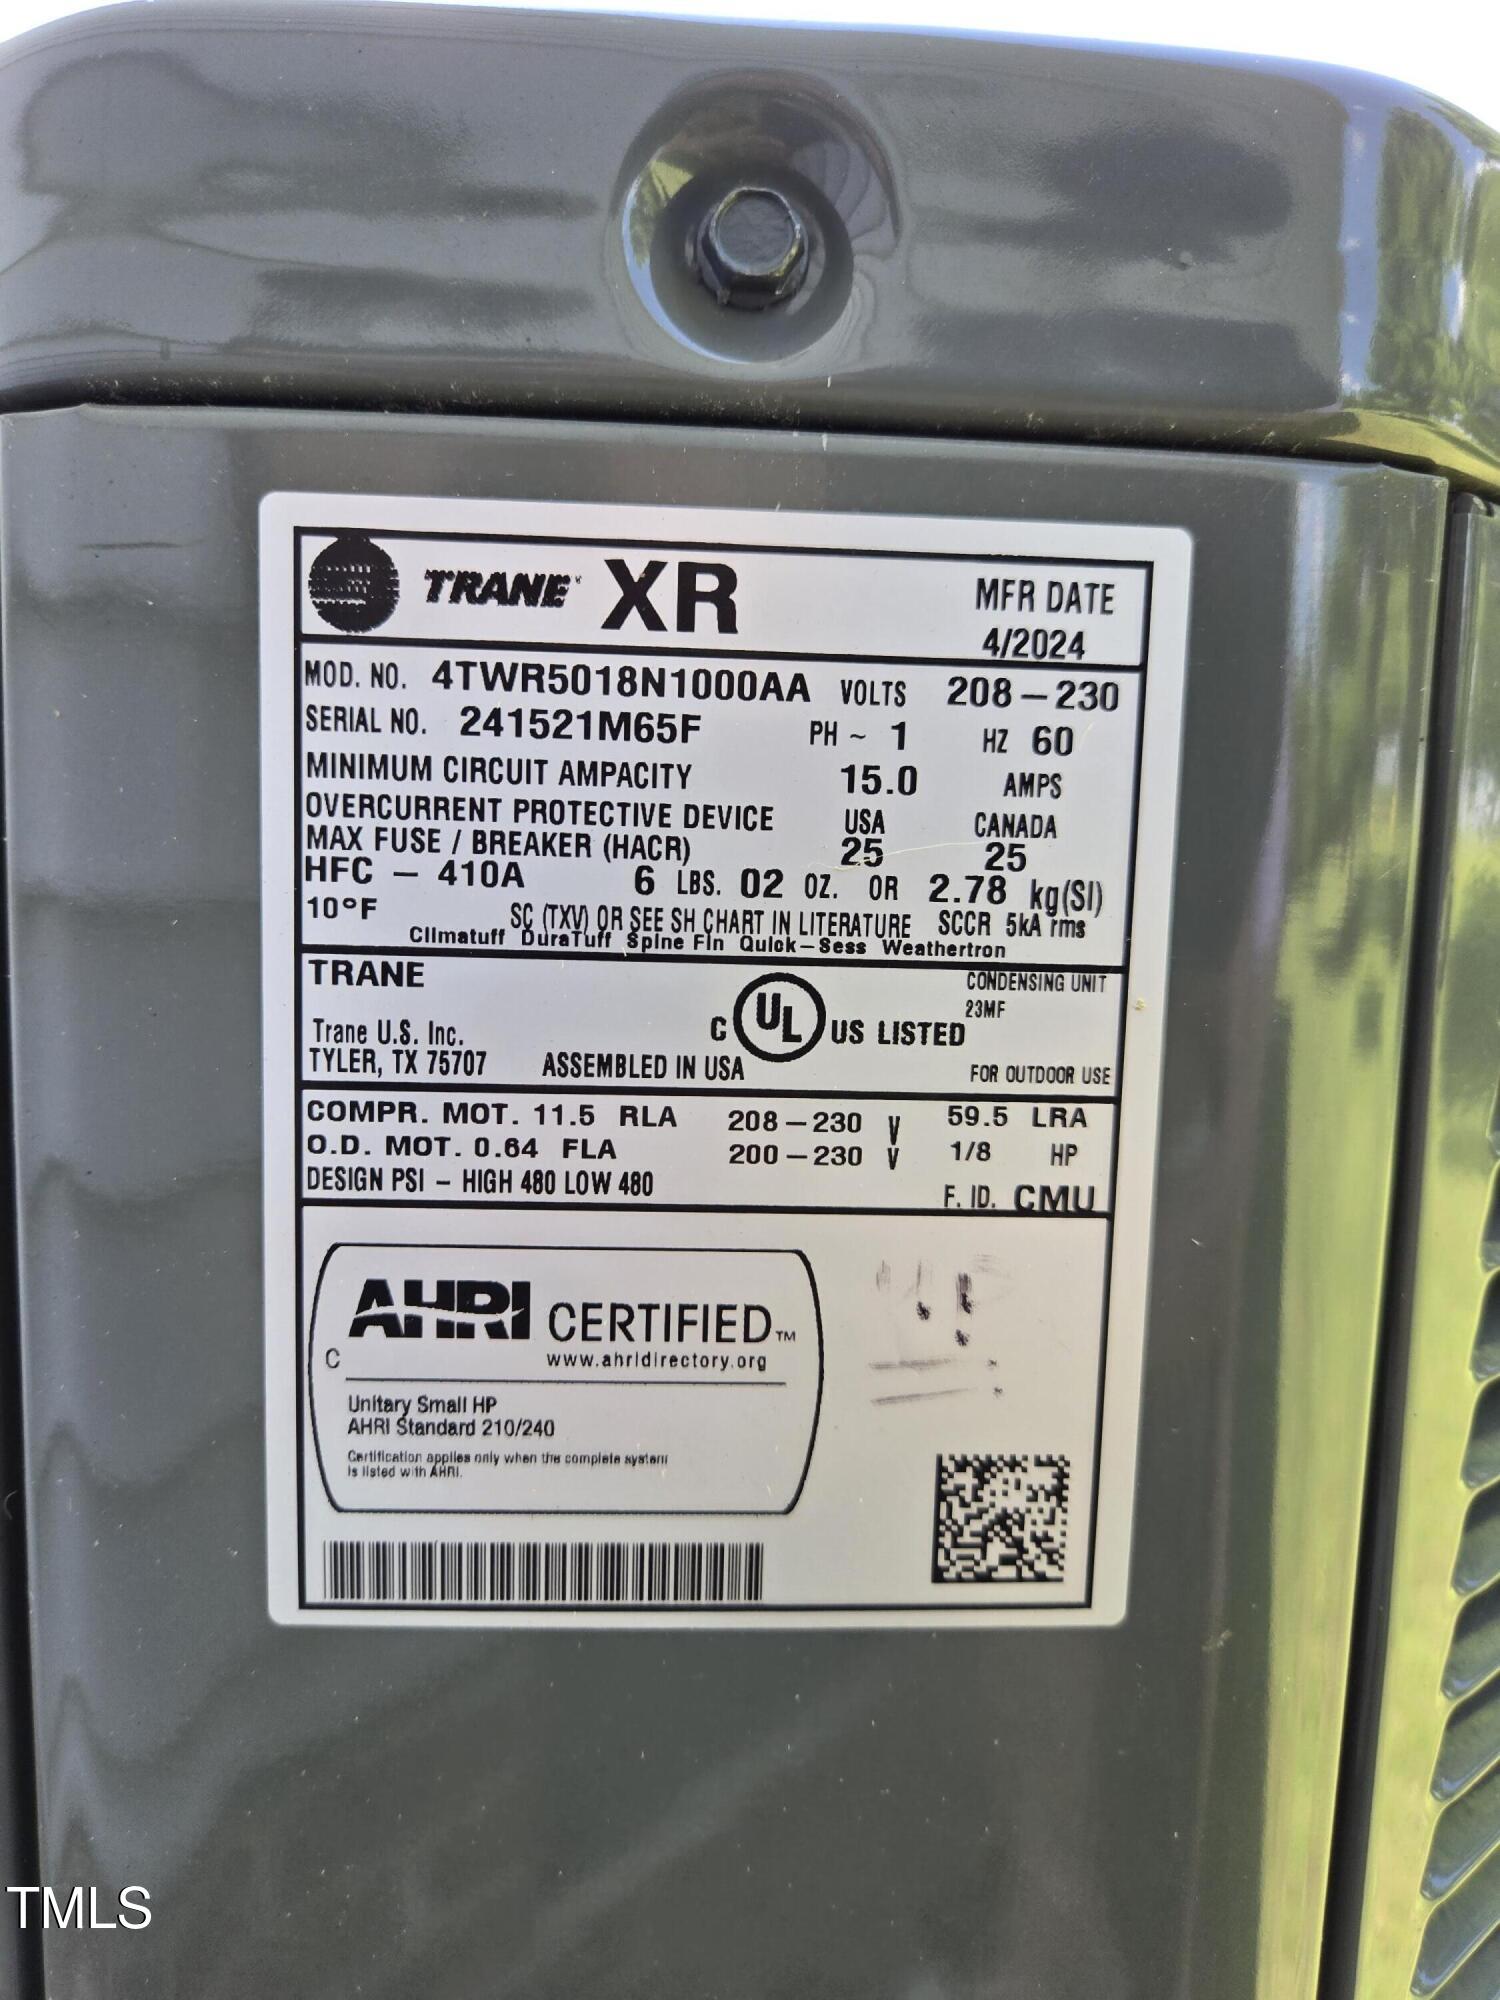 TRANE XR MFR DATE
4/2024
MOD. NO. 4TWR5018N1000AA VOLTS 208-230
SERIAL NO. 241521M65F PH ~ 1 HZ 60
MINIMUM CIRCUIT AMPACITY 15.0 AMPS
OVERCURRENT PROTECTIVE DEVICE USA CANADA
MAX FUSE / BREAKER (HACR) 25 25
HFC - 410A 6 LBS. 02 OZ. OR 2.78 kg(SI)
10°F SC (TXV) OR SEE SH CHART IN LITERATURE SCCR 5kA rms
Climatuff DuraTuff Spine Fin Quick-Sess Weathertron
TRANE CONDENSING UNIT
23MF
Trane U.S. Inc. C UL US LISTED
TYLER, TX 75707 ASSEMBLED IN USA FOR OUTDOOR USE
COMPR. MOT. 11.5 RLA 208-230 V 59.5 LRA
O.D. MOT. 0.64 FLA 200-230 V 1/8 HP
DESIGN PSI - HIGH 480 LOW 480 F. ID. CMU
AHRI CERTIFIED™
C www.ahridirectory.org
Unitary Small HP
AHRI Standard 210/240
Certification applies only when the complete system
is listed with AHRI.
TMLS